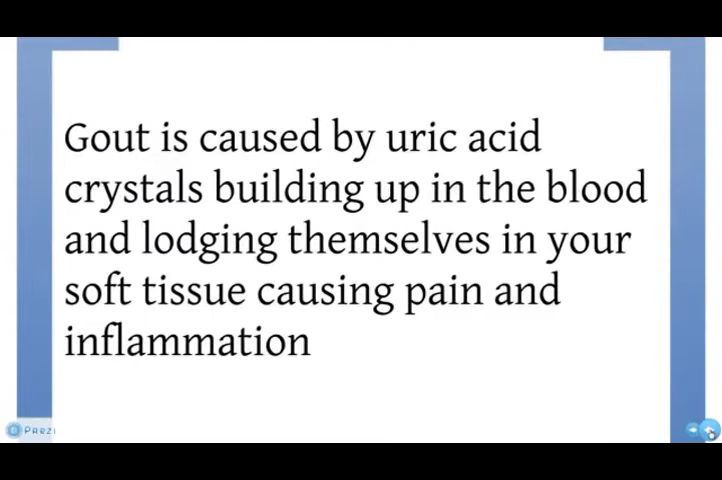 Gout is caused by uric acid
crystals building up in the blood
and lodging themselves in your
soft tissue causing pain and
inflammation
Prezi